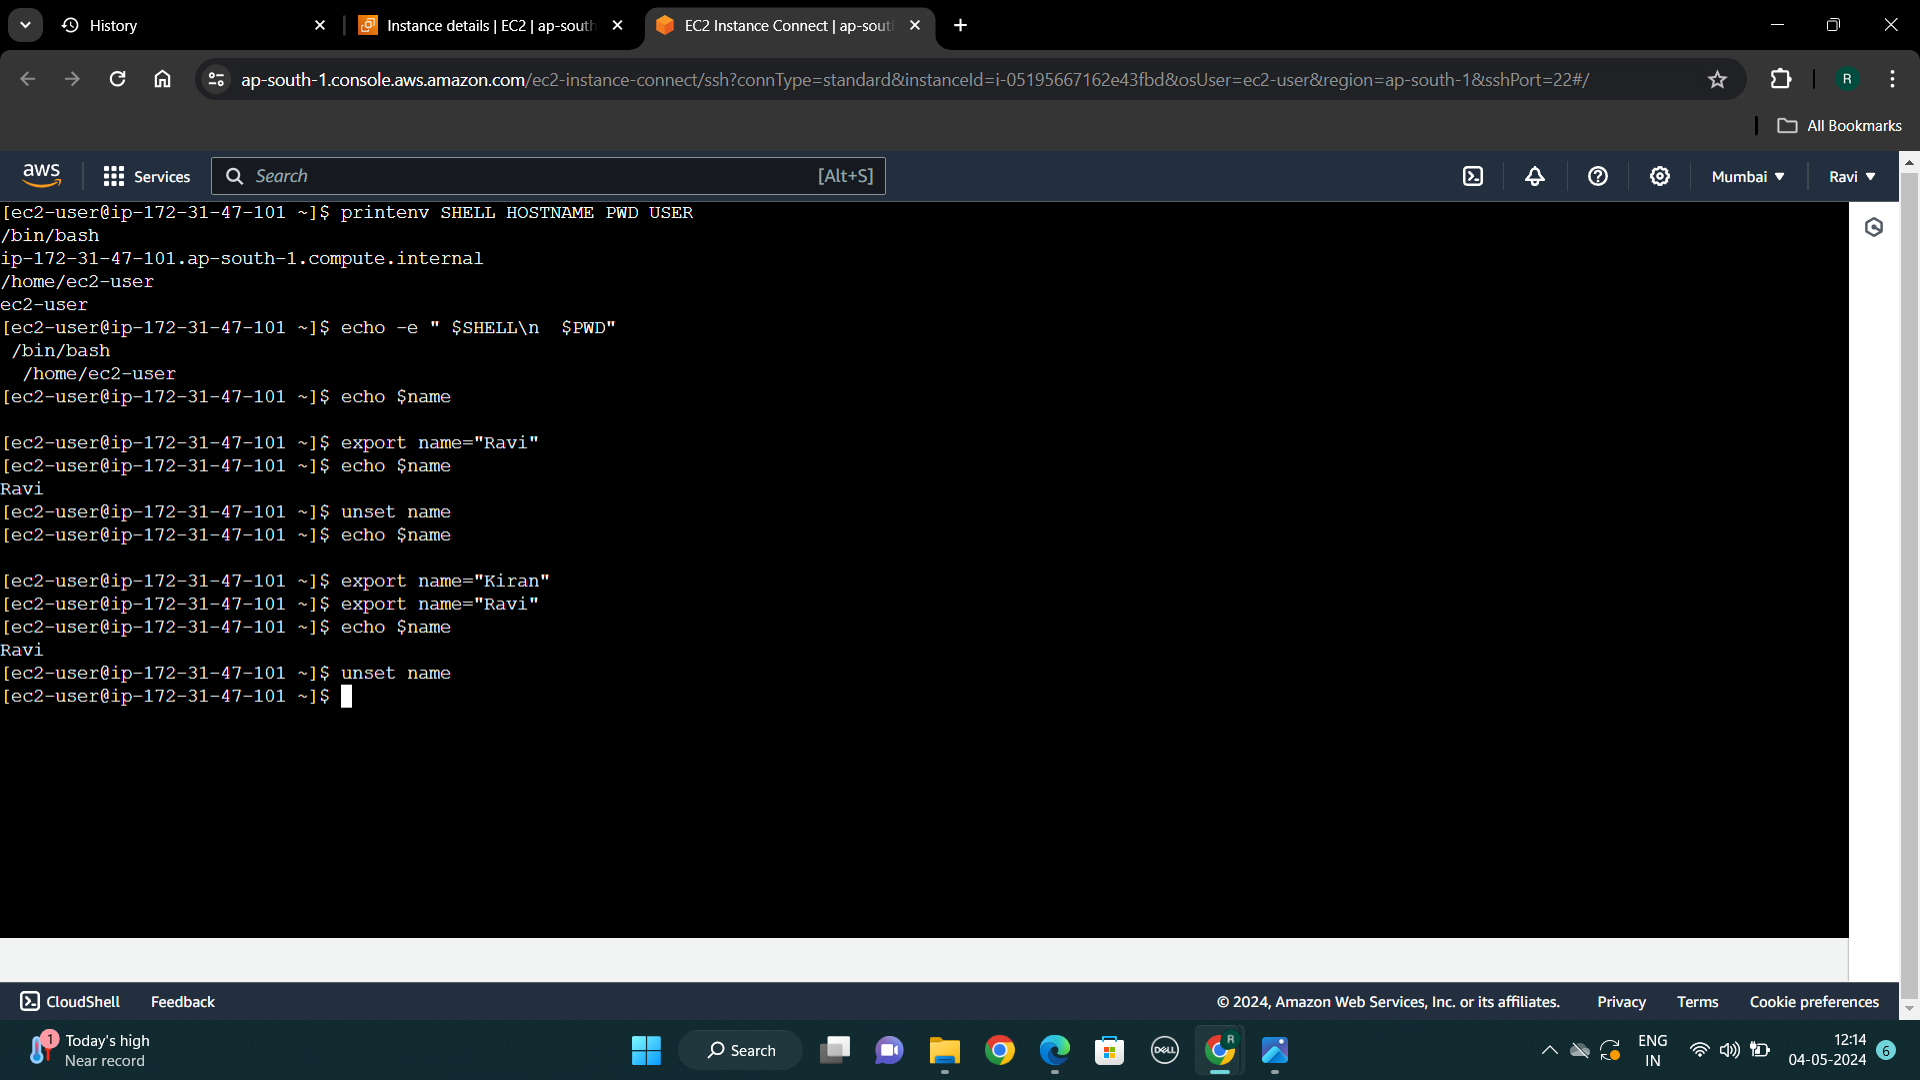 History
Instance details | EC2 | ap-south
EC2 Instance Connect | ap-sout
ap-south-1.console.aws.amazon.com/ec2-instance-connect/ssh?connType=standard&instanceId=i-05195667162e43fbd&osUser=ec2-user&region=ap-south-1&sshPort=22#/
R
All Bookmarks
aws
Services
Search
[Alt+S]
Mumbai
Ravi
[ec2-user@ip-172-31-47-101 ~]$ printenv SHELL HOSTNAME PWD USER
/bin/bash
ip-172-31-47-101.ap-south-1.compute.internal
/home/ec2-user
ec2-user
[ec2-user@ip-172-31-47-101 ~]$ echo -e " $SHELL\n  $PWD"
 /bin/bash
  /home/ec2-user
[ec2-user@ip-172-31-47-101 ~]$ echo $name
[ec2-user@ip-172-31-47-101 ~]$ export name="Ravi"
[ec2-user@ip-172-31-47-101 ~]$ echo $name
Ravi
[ec2-user@ip-172-31-47-101 ~]$ unset name
[ec2-user@ip-172-31-47-101 ~]$ echo $name
[ec2-user@ip-172-31-47-101 ~]$ export name="Kiran"
[ec2-user@ip-172-31-47-101 ~]$ export name="Ravi"
[ec2-user@ip-172-31-47-101 ~]$ echo $name
Ravi
[ec2-user@ip-172-31-47-101 ~]$ unset name
[ec2-user@ip-172-31-47-101 ~]$
CloudShell
Feedback
© 2024, Amazon Web Services, Inc. or its affiliates.
Privacy
Terms
Cookie preferences
1
Today's high
Near record
Search
DELL
R
ENG
IN
12:14
04-05-2024
6